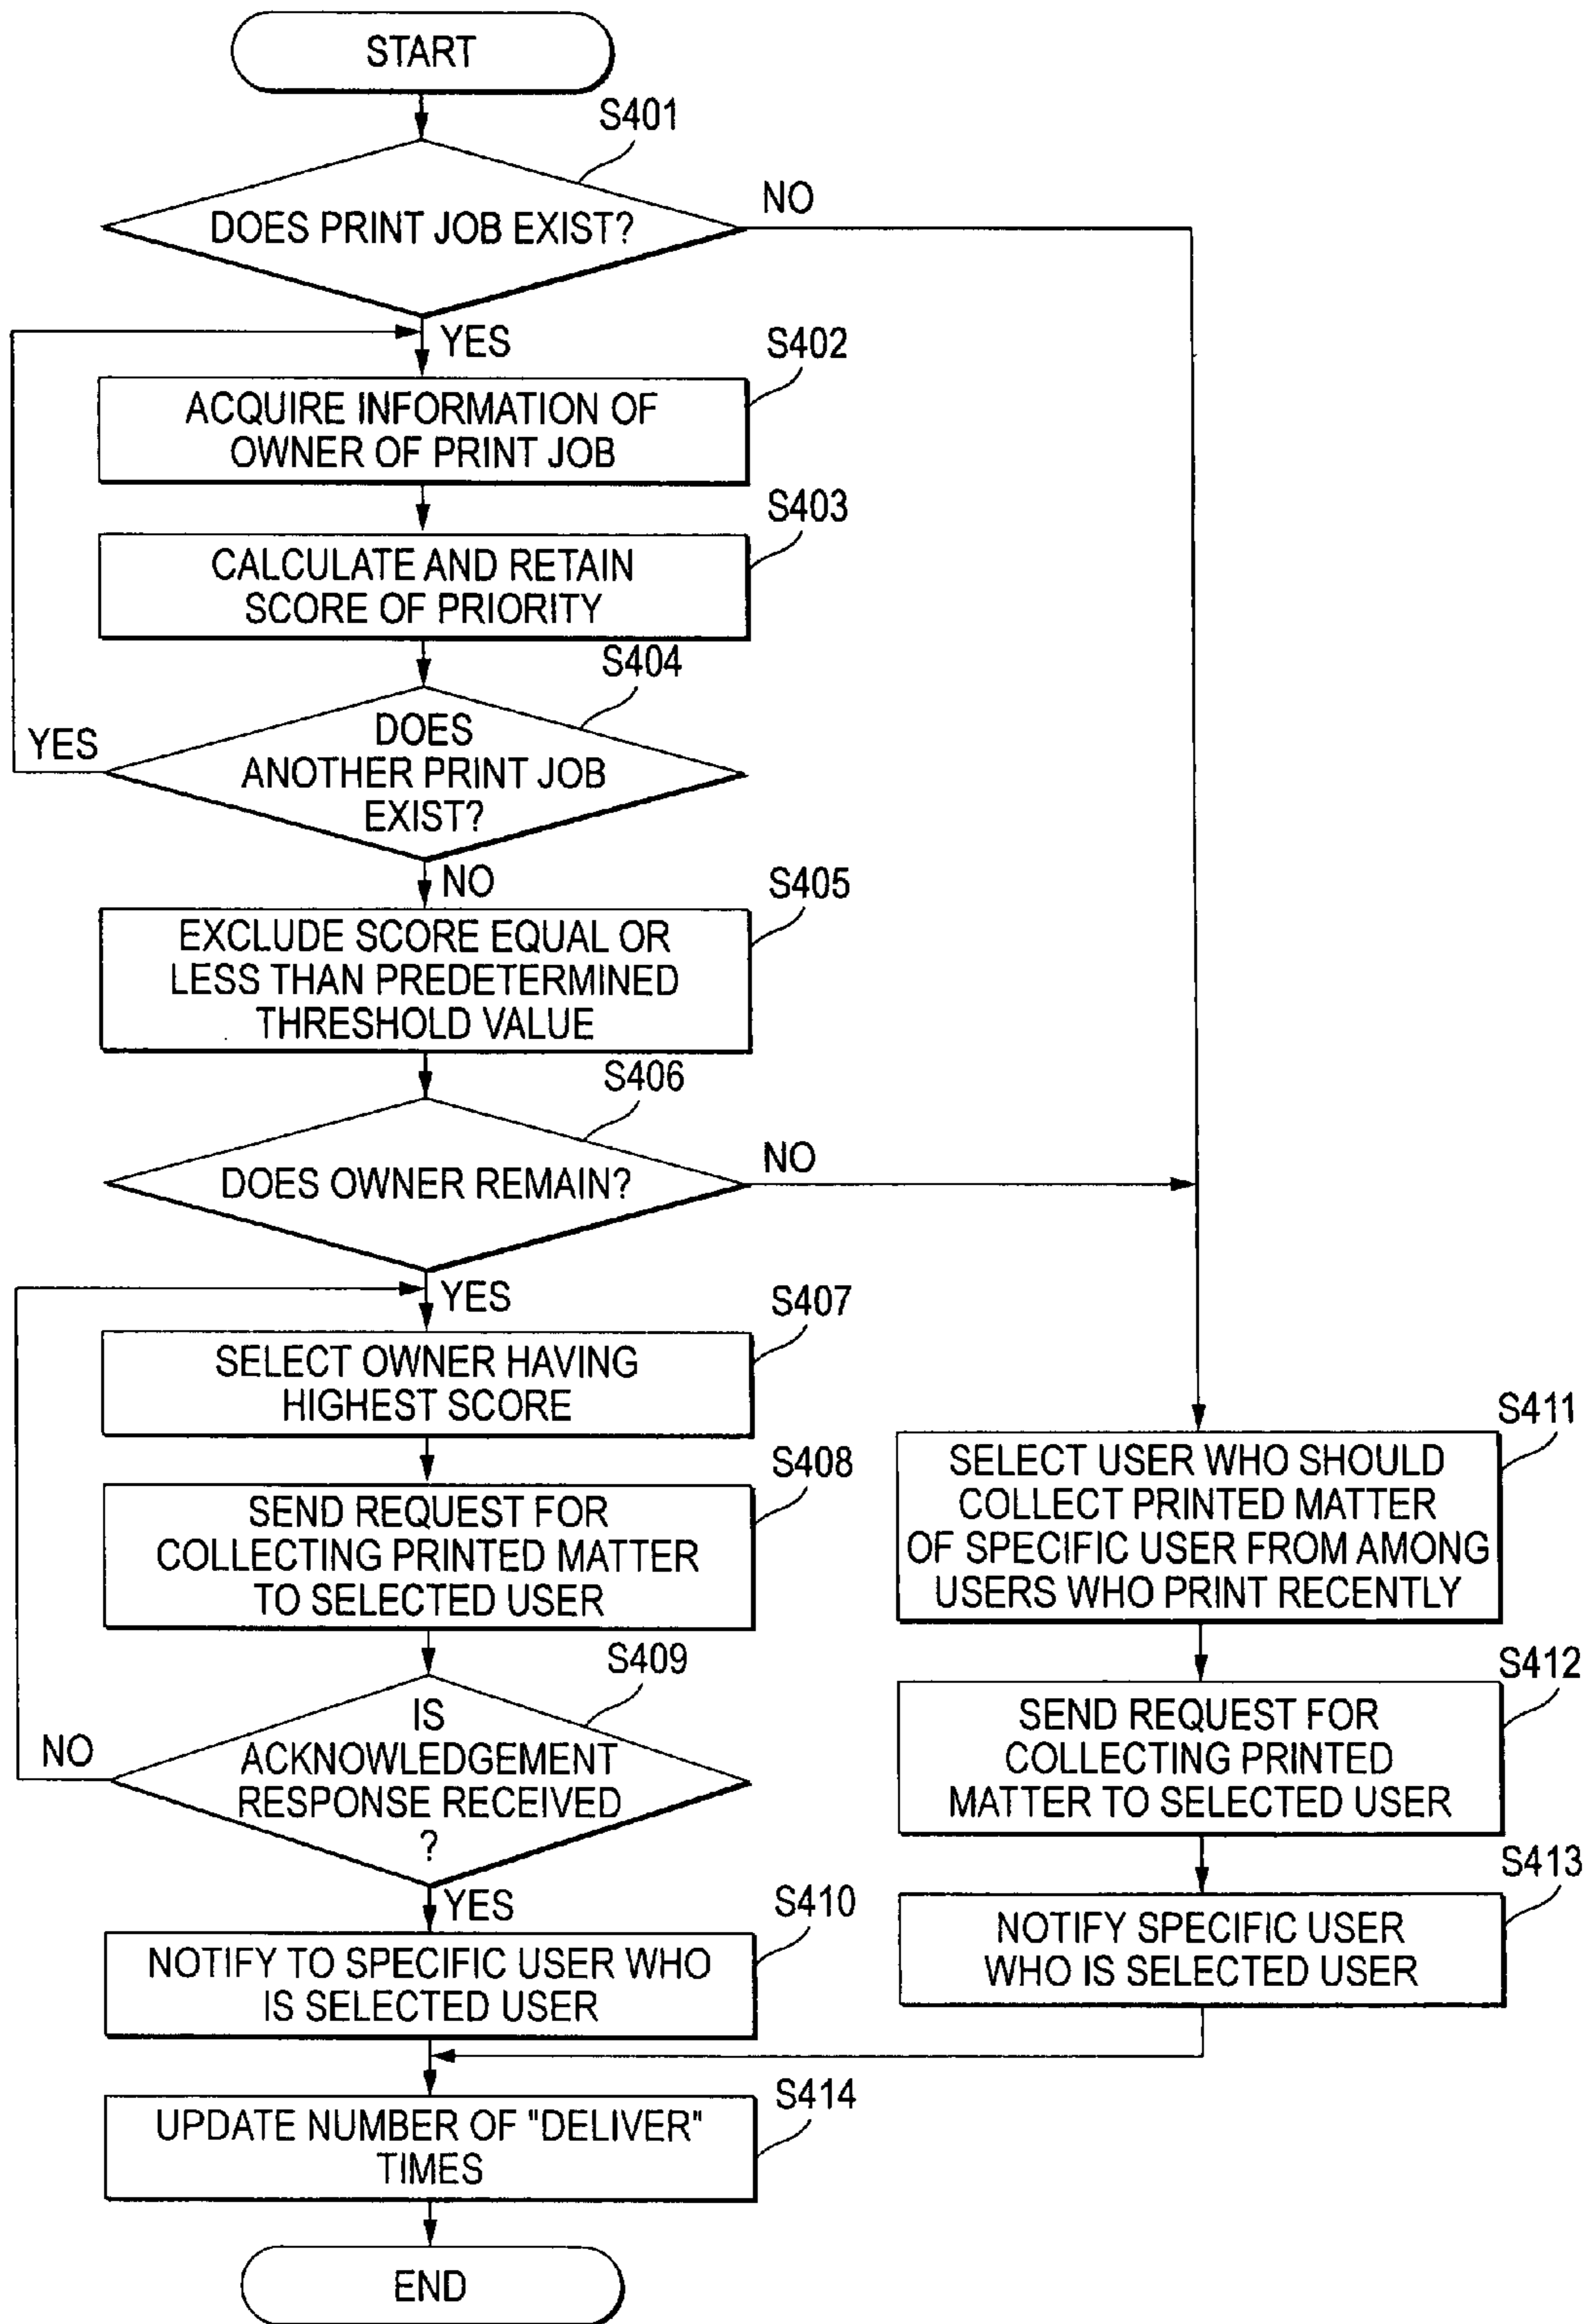 START
S401
DOES PRINT JOB EXIST?
NO
YES
S402
ACQUIRE INFORMATION OF
OWNER OF PRINT JOB
S403
CALCULATE AND RETAIN
SCORE OF PRIORITY
S404
DOES
ANOTHER PRINT JOB
EXIST?
YES
NO
S405
EXCLUDE SCORE EQUAL OR
LESS THAN PREDETERMINED
THRESHOLD VALUE
S406
DOES OWNER REMAIN?
NO
YES
S407
SELECT OWNER HAVING
HIGHEST SCORE
S408
SEND REQUEST FOR
COLLECTING PRINTED MATTER
TO SELECTED USER
S409
IS
ACKNOWLEDGEMENT
RESPONSE RECEIVED
?
NO
YES
S410
NOTIFY TO SPECIFIC USER WHO
IS SELECTED USER
S411
SELECT USER WHO SHOULD
COLLECT PRINTED MATTER
OF SPECIFIC USER FROM AMONG
USERS WHO PRINT RECENTLY
S412
SEND REQUEST FOR
COLLECTING PRINTED
MATTER TO SELECTED USER
S413
NOTIFY SPECIFIC USER
WHO IS SELECTED USER
S414
UPDATE NUMBER OF "DELIVER"
TIMES
END